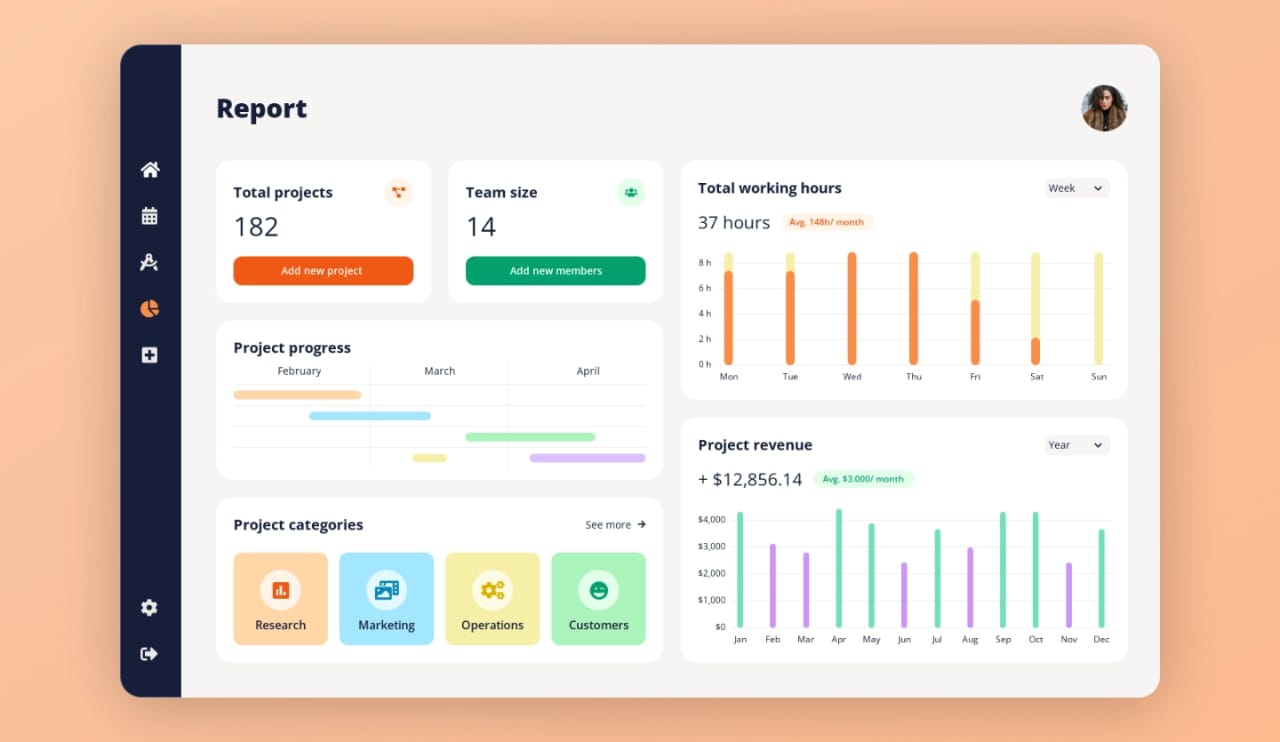 Report
Total projects
182
Add new project
Team size
14
Add new members
Project progress
February March April
Project categories
See more
Research Marketing Operations Customers
Total working hours
Week
37 hours
Avg. 148h/ month
8 h
6 h
4 h
2 h
0 h
Mon Tue Wed Thu Fri Sat Sun
Project revenue
Year
+ $12,856.14
Avg. $3.000/ month
$4,000
$3,000
$2,000
$1,000
$0
Jan Feb Mar Apr May Jun Jul Aug Sep Oct Nov Dec